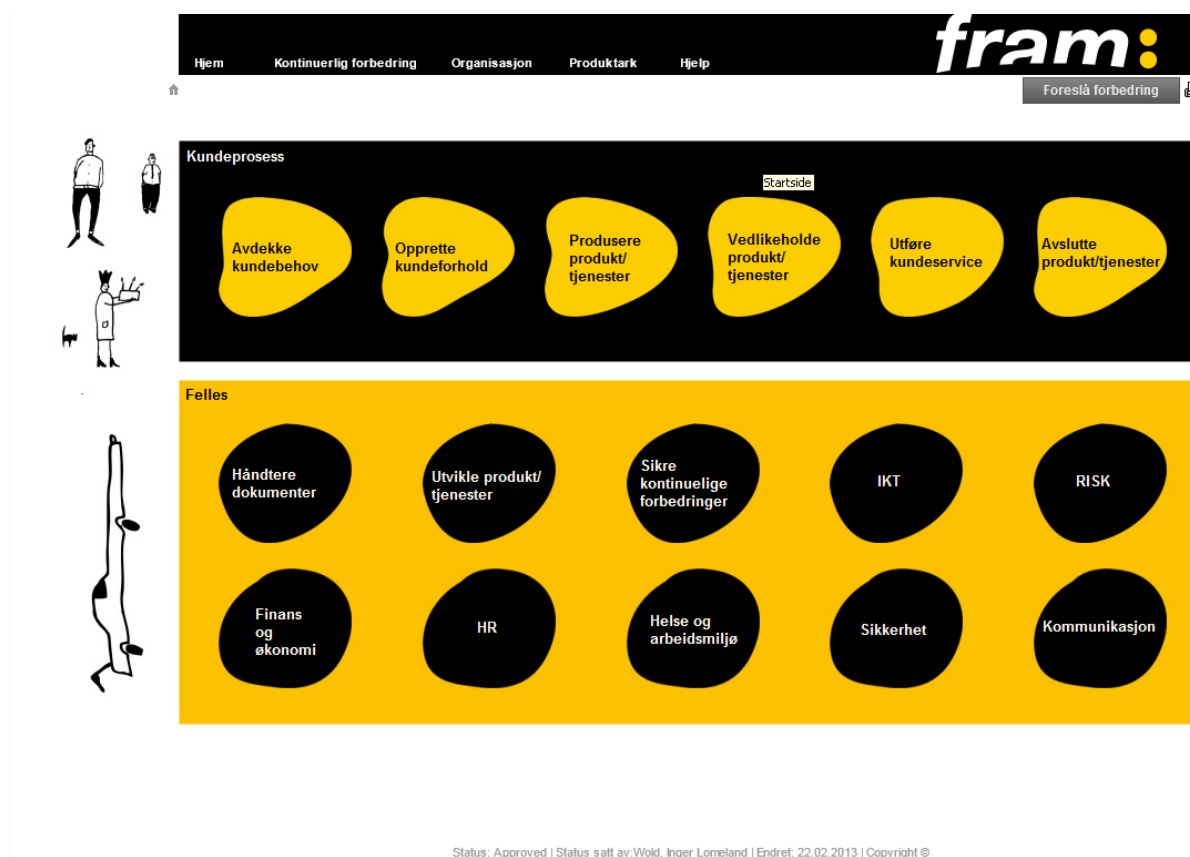 fram:
Hjem Kontinuerlig forbedring Organisasjon Produktark Hjelp
Foreslå forbedring
Kundeprosess
Startside
Avdekke
kundebehov
Opprette
kundeforhold
Produsere
produkt/
tjenester
Vedlikeholde
produkt/
tjenester
Utføre
kundeservice
Avslutte
produkt/tjenester
Felles
Håndtere
dokumenter
Utvikle produkt/
tjenester
Sikre
kontinuelige
forbedringer
IKT
RISK
Finans
og
økonomi
HR
Helse og
arbeidsmiljø
Sikkerhet
Kommunikasjon
Status: Approved | Status satt av:Wold, Inger Lomeland | Endret: 22.02.2013 | Copyright ©